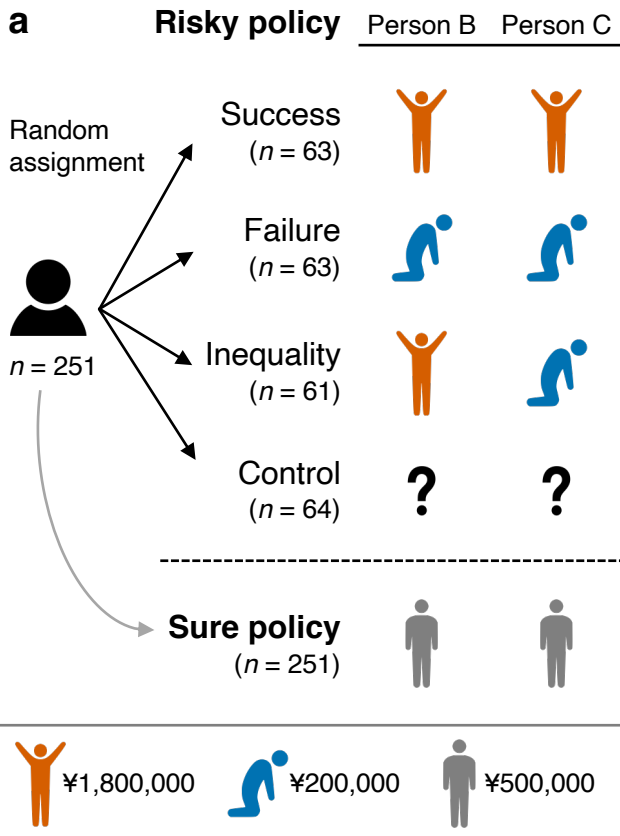 a Risky policy Person B Person C
Random
assignment
Success
(n = 63)
Failure
(n = 63)
n = 251
Inequality
(n = 61)
Control
(n = 64)
? ?
Sure policy
(n = 251)
¥1,800,000 ¥200,000 ¥500,000